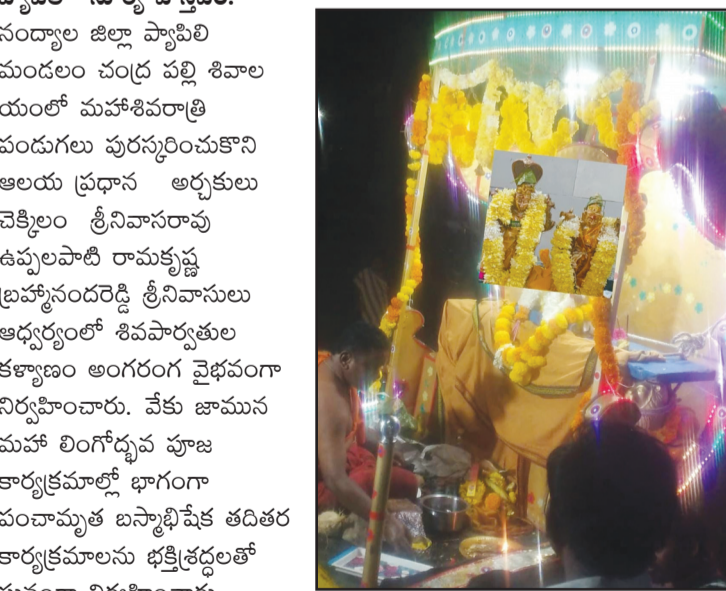 నంద్యాల జిల్లా ప్యాపిలి
మండలం చంద్ర పల్లి శివాల
యంలో మహాశివరాత్రి
పండుగలు పురస్కరించుకొని
ఆలయ ప్రధాన అర్చకులు
చెక్కిలం శ్రీనివాసరావు
ఉప్పలపాటి రామకృష్ణ
బ్రహ్మానందరెడ్డి శ్రీనివాసులు
ఆధ్వర్యంలో శివపార్వతుల
కళ్యాణం అంగరంగ వైభవంగా
నిర్వహించారు. వేకు జామున
మహా లింగోద్భవ పూజ
కార్యక్రమాల్లో భాగంగా
పంచామృత బస్మాభిషేక తదితర
కార్యక్రమాలను భక్తిశ్రద్ధలతో